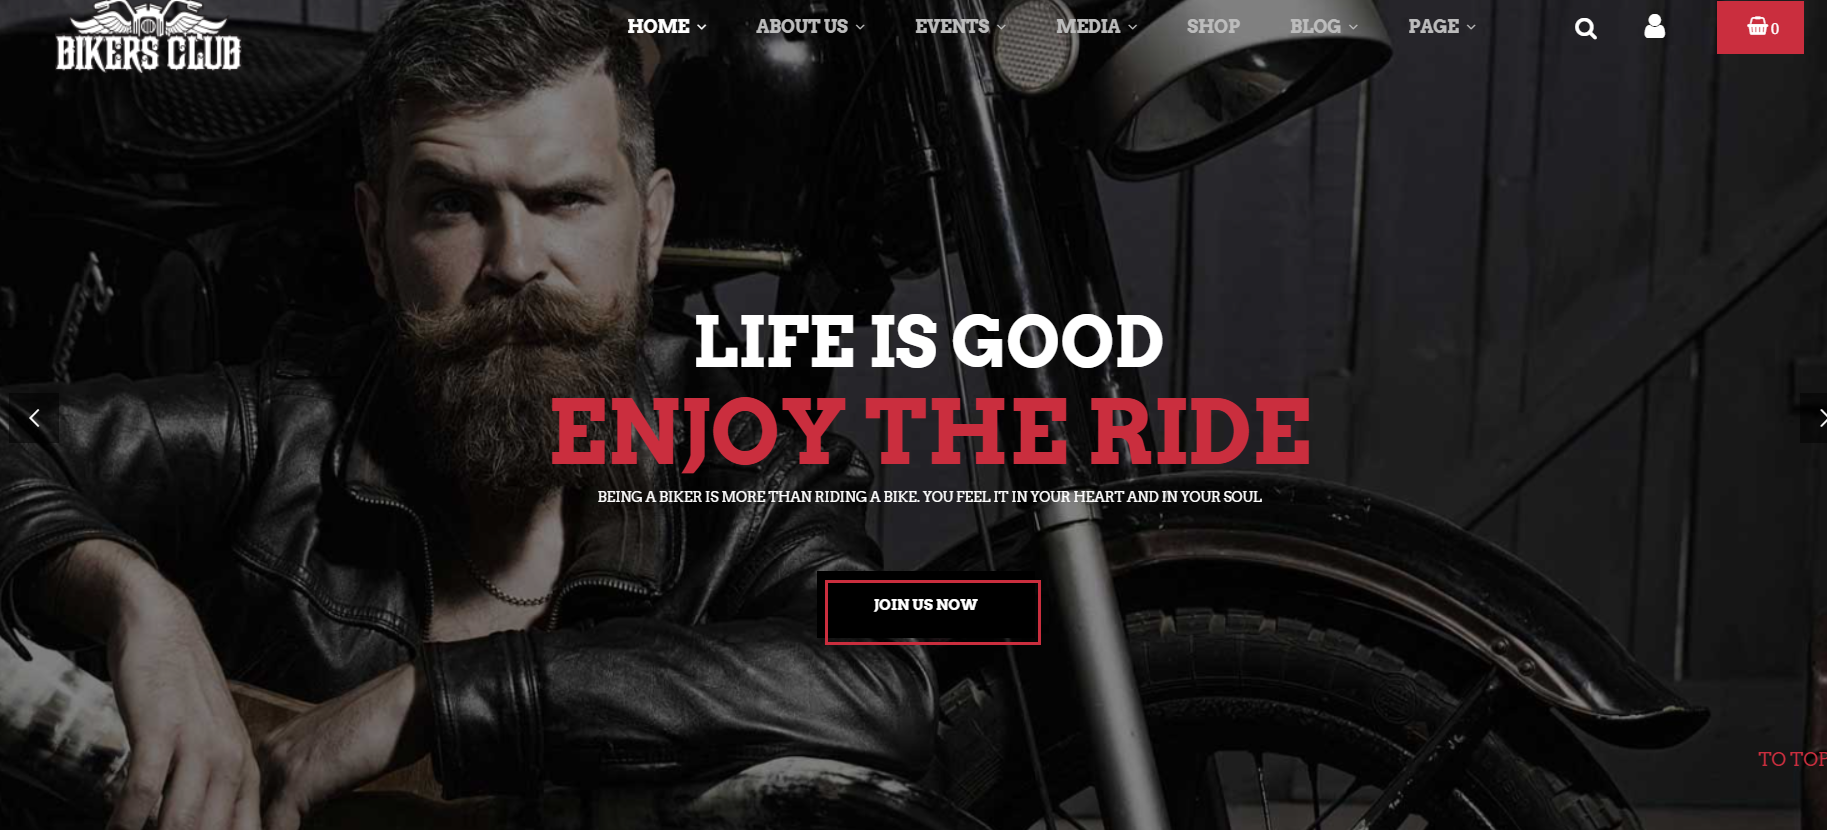 BIKERS CLUB
HOME ABOUT US EVENTS MEDIA SHOP BLOG PAGE 0
LIFE IS GOOD
ENJOY THE RIDE
BEING A BIKER IS MORE THAN RIDING A BIKE. YOU FEEL IT IN YOUR HEART AND IN YOUR SOUL
JOIN US NOW
TO TOP